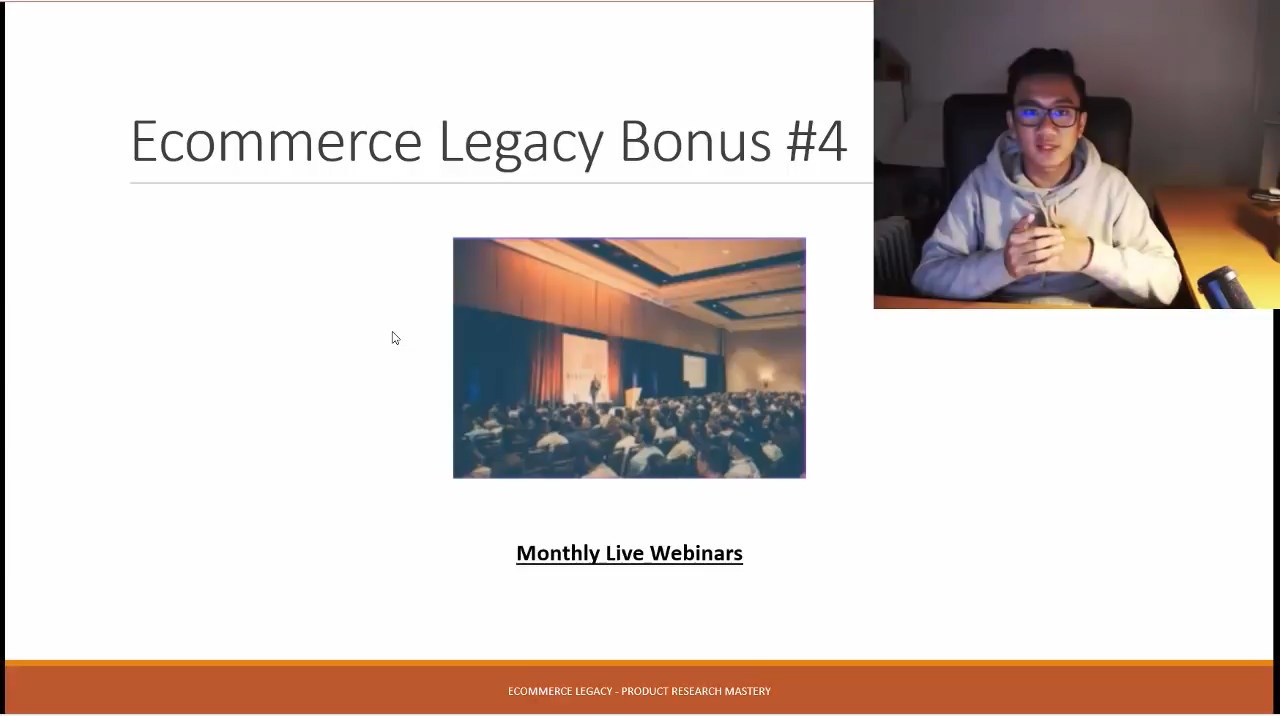 Ecommerce Legacy Bonus #4
Monthly Live Webinars
ECOMMERCE LEGACY - PRODUCT RESEARCH MASTERY